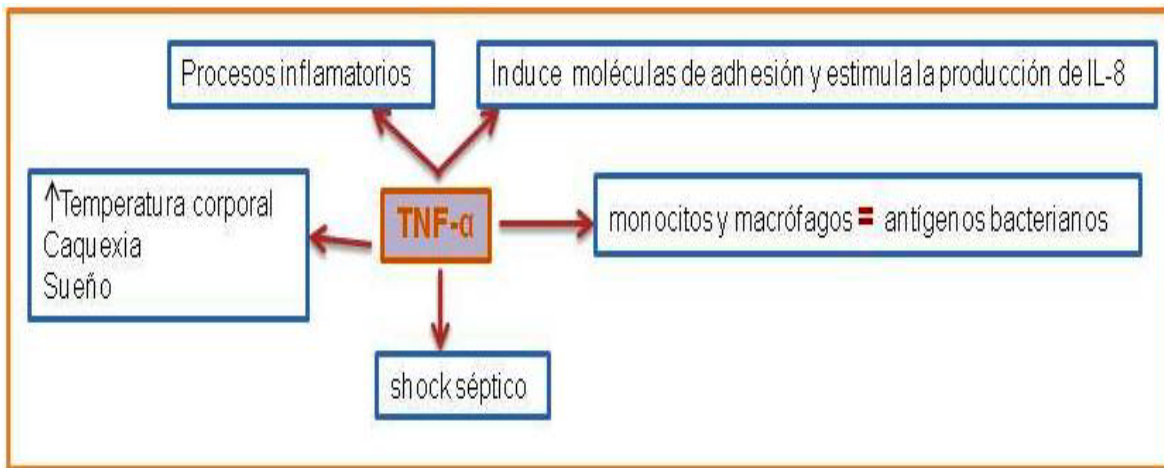 Procesos inflamatorios
Induce moléculas de adhesión y estimula la producción de IL-8
↑Temperatura corporal
Caquexia
Sueño
TNF-α
monocitos y macrófagos = antígenos bacterianos
shock séptico